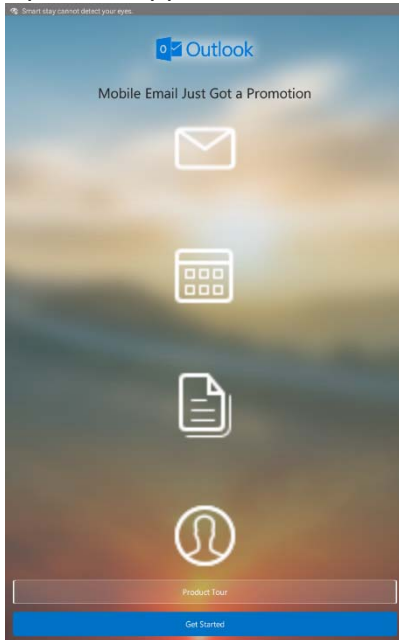 Smart stay cannot detect your eyes.
Outlook
Mobile Email Just Got a Promotion
Product Tour
Get Started